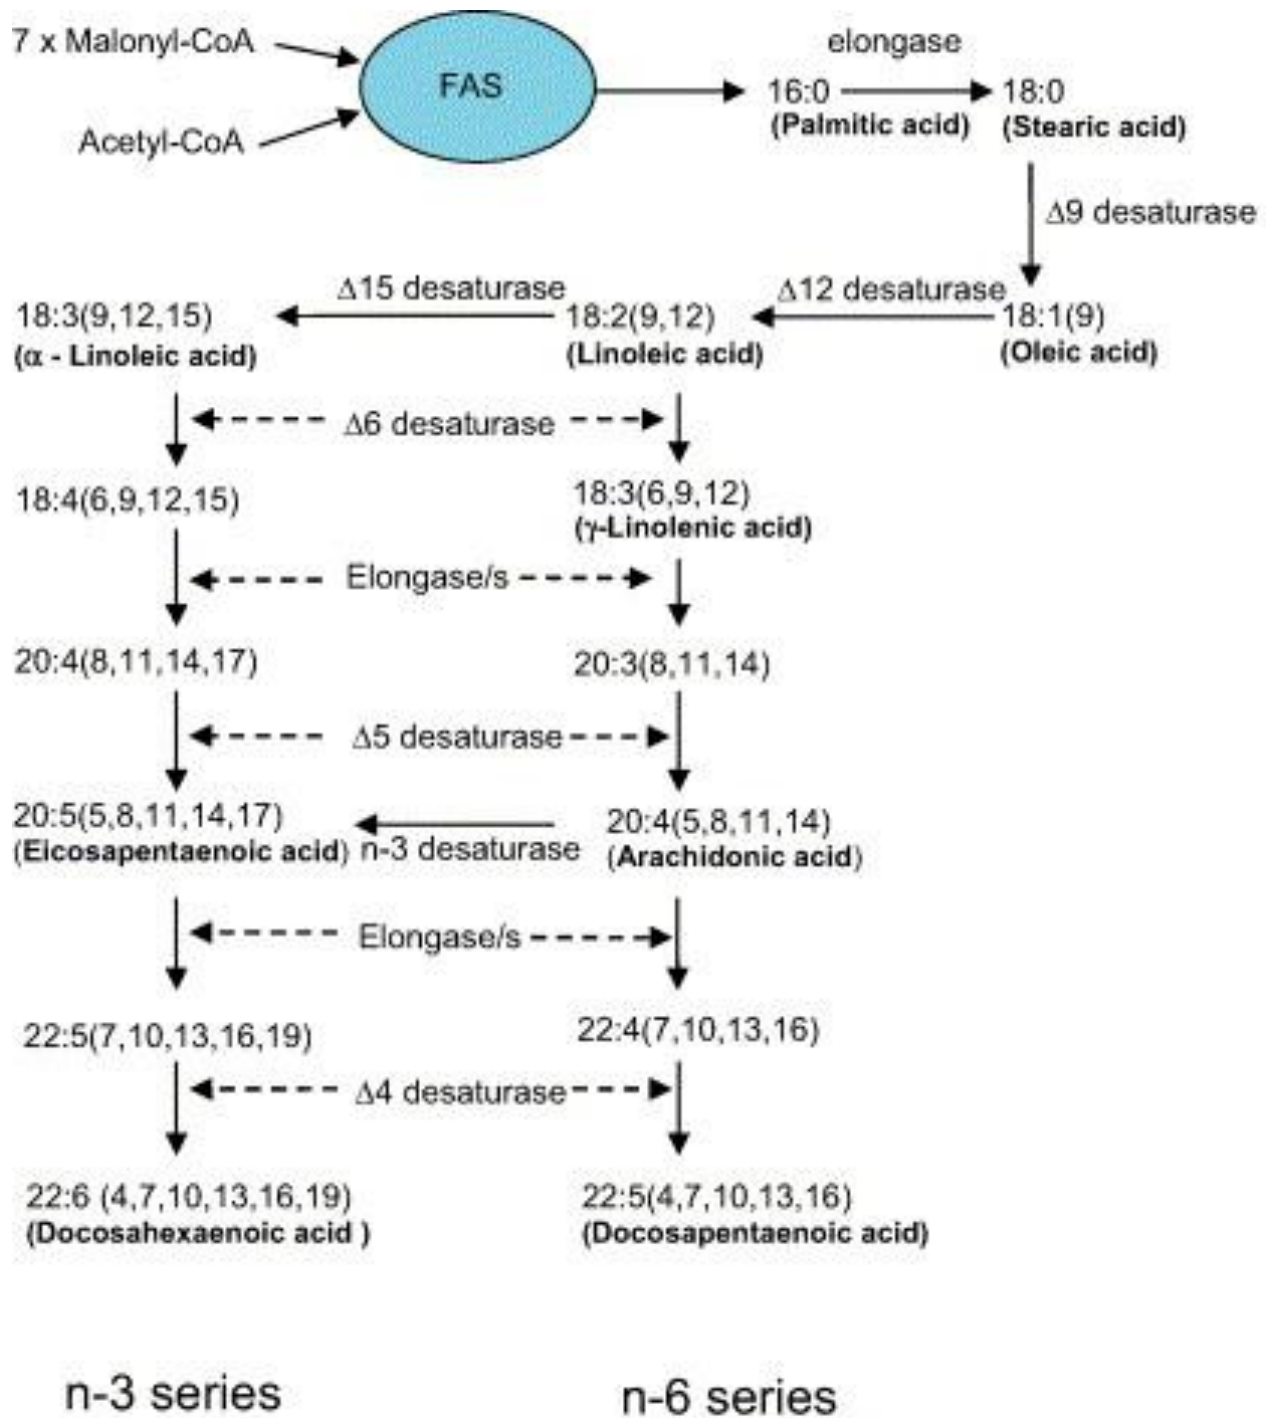 7 x Malonyl-CoA
Acetyl-CoA
FAS
elongase
16:0
(Palmitic acid)
18:0
(Stearic acid)
Δ9 desaturase
18:1(9)
(Oleic acid)
Δ12 desaturase
18:2(9,12)
(Linoleic acid)
Δ15 desaturase
18:3(9,12,15)
(α - Linoleic acid)
Δ6 desaturase
18:4(6,9,12,15)
18:3(6,9,12)
(γ-Linolenic acid)
Elongase/s
20:4(8,11,14,17)
20:3(8,11,14)
Δ5 desaturase
20:5(5,8,11,14,17)
(Eicosapentaenoic acid)
n-3 desaturase
20:4(5,8,11,14)
(Arachidonic acid)
Elongase/s
22:5(7,10,13,16,19)
22:4(7,10,13,16)
Δ4 desaturase
22:6 (4,7,10,13,16,19)
(Docosahexaenoic acid )
22:5(4,7,10,13,16)
(Docosapentaenoic acid)
n-3 series
n-6 series